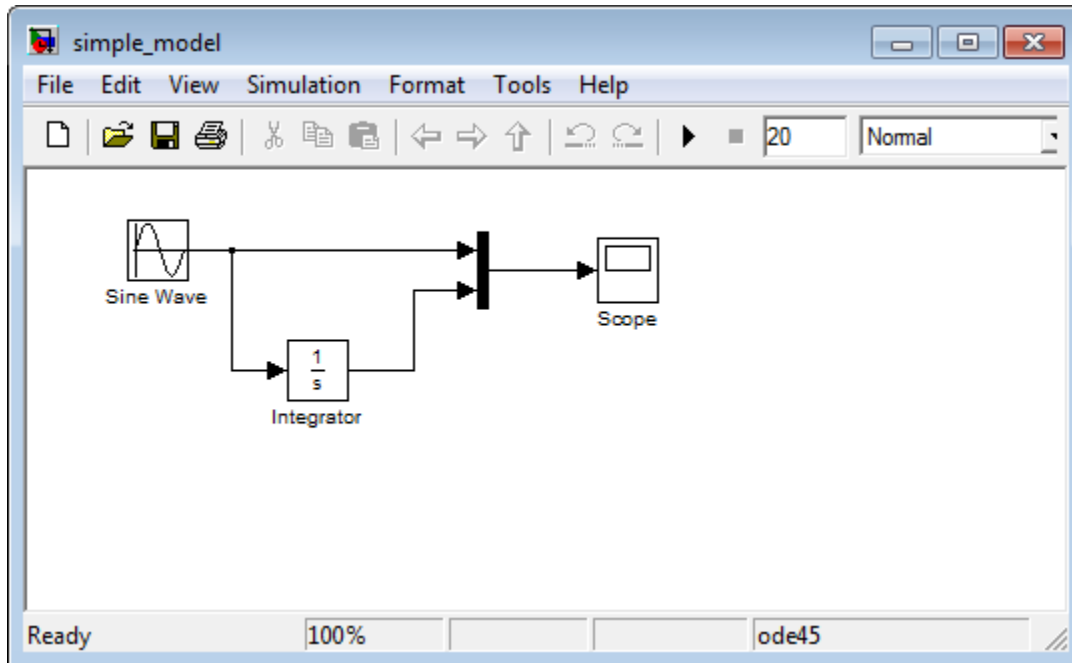 simple_model
File Edit View Simulation Format Tools Help
20 Normal
Sine Wave
Scope
1
s
Integrator
Ready 100% ode45